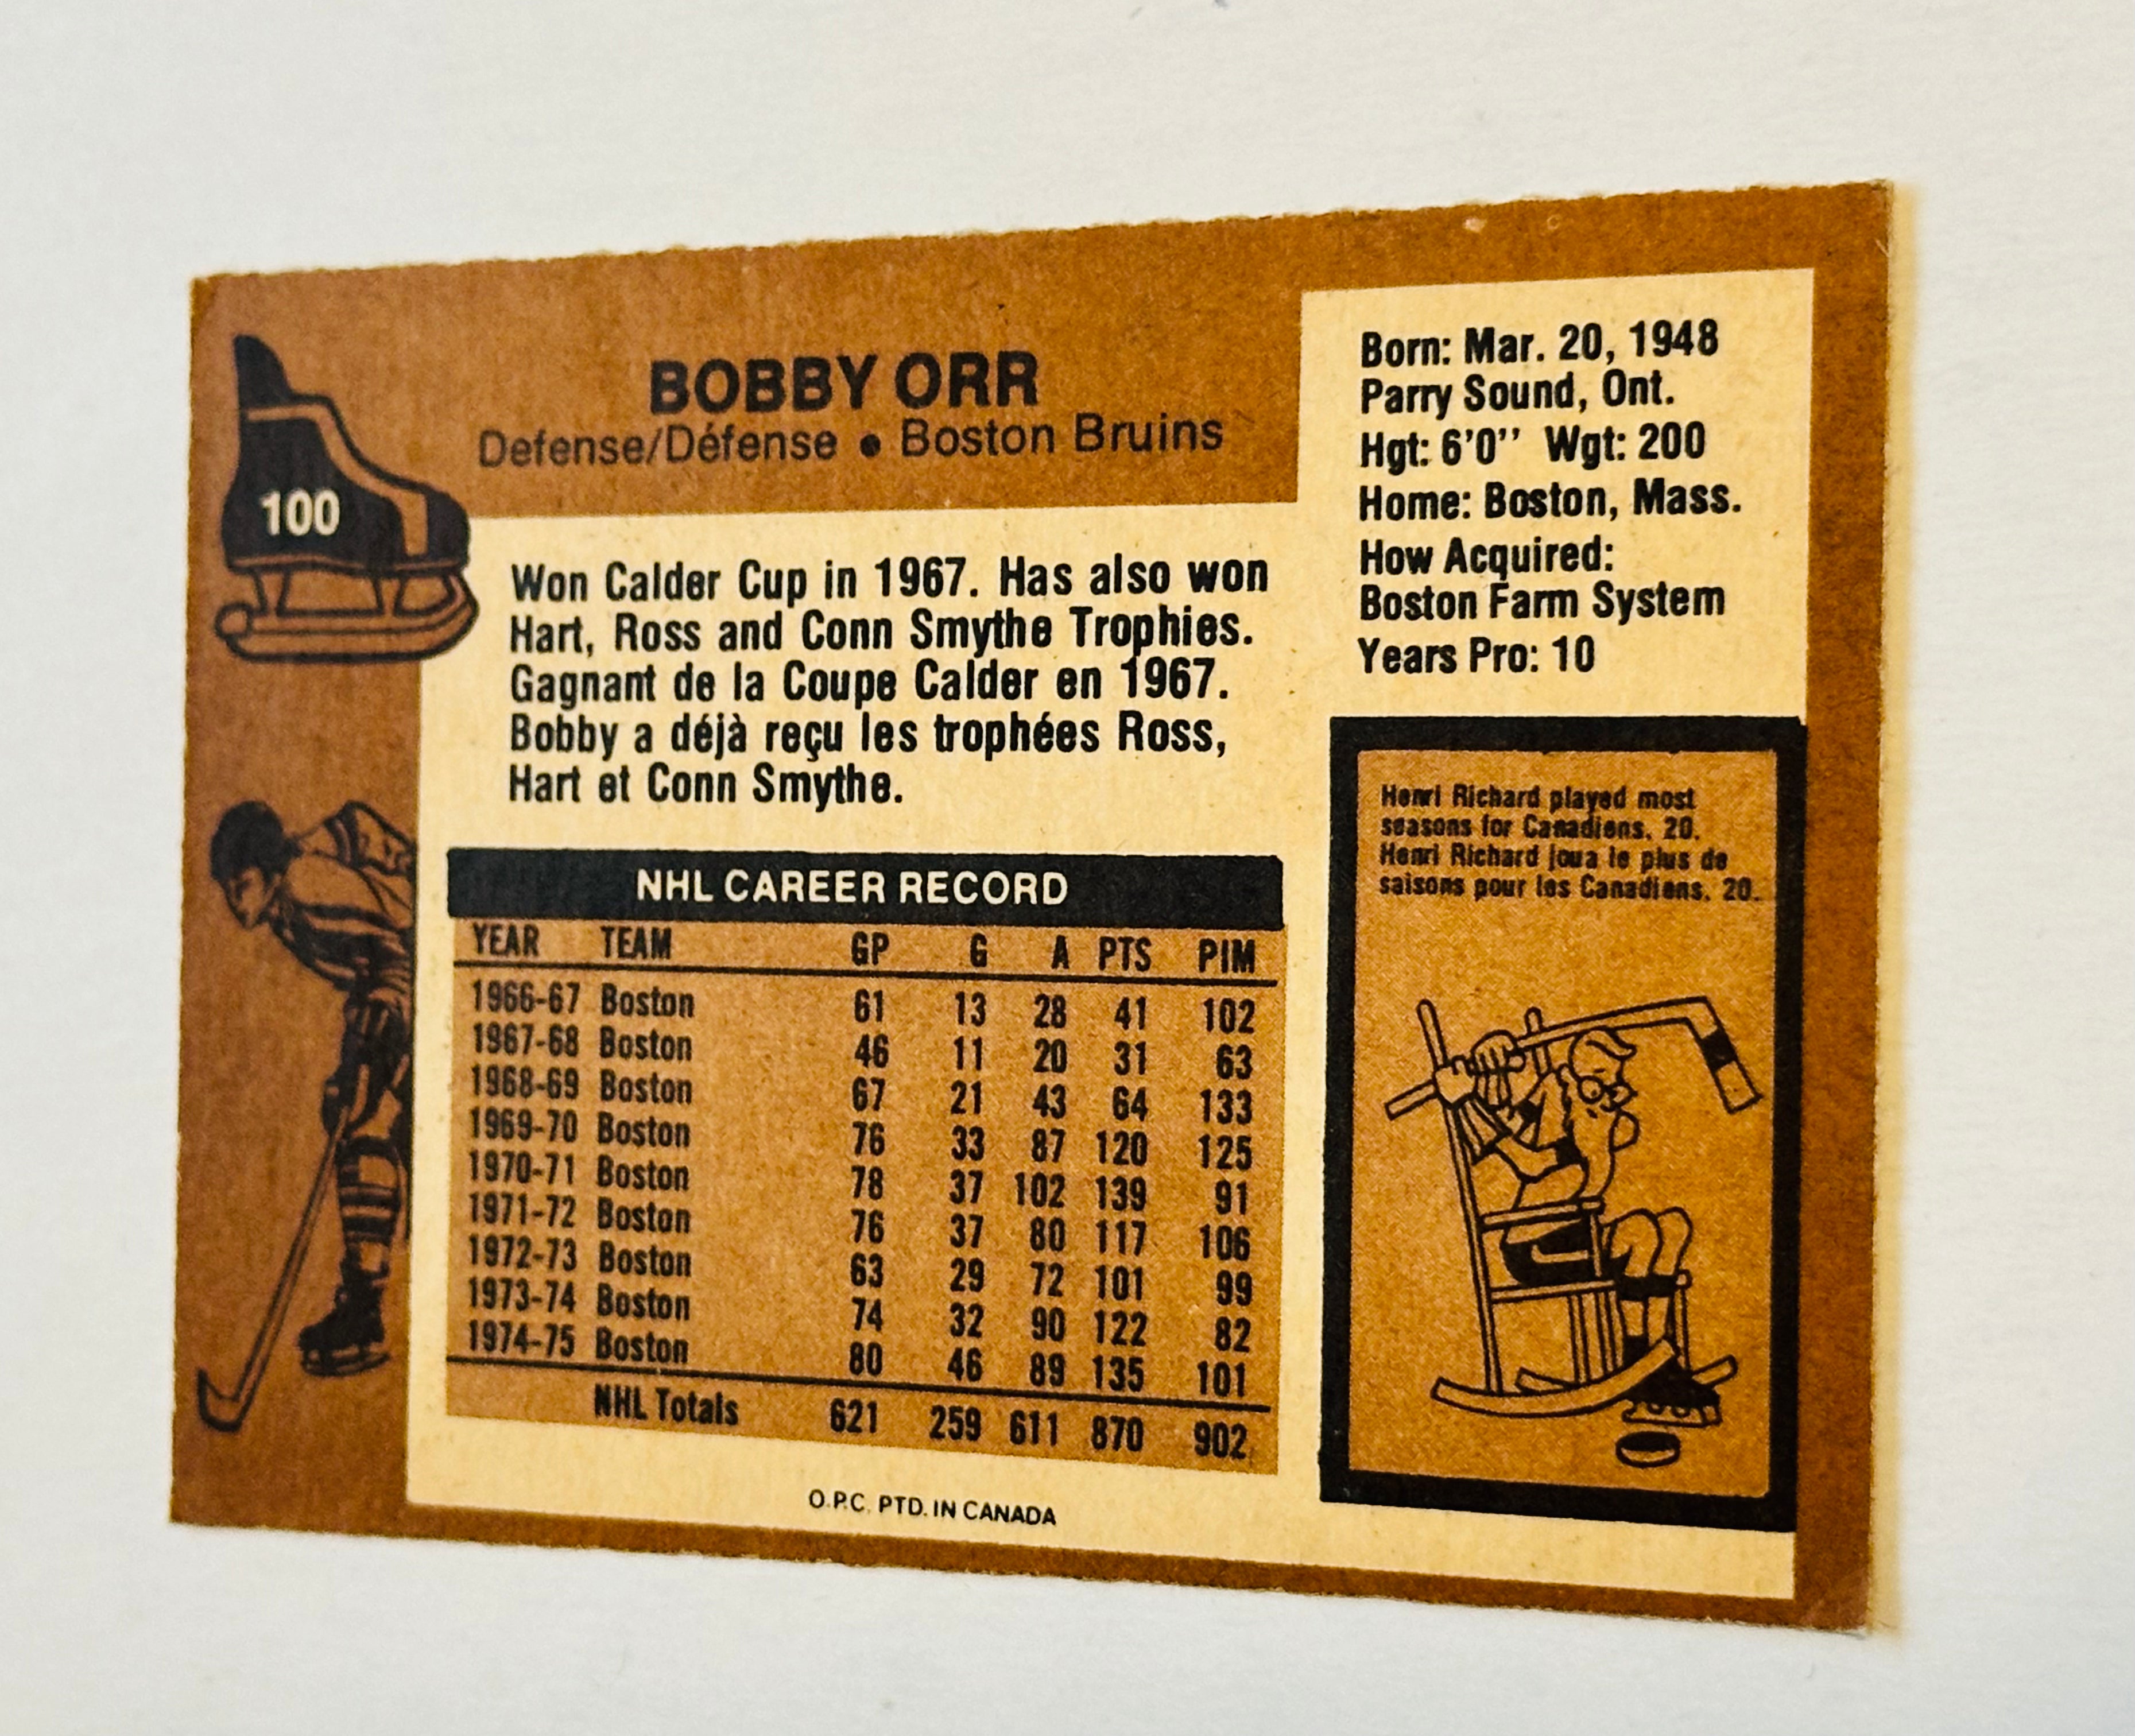 100
BOBBY ORR
Defense/Défense • Boston Bruins
Born: Mar. 20, 1948
Parry Sound, Ont.
Hgt: 6'0'' Wgt: 200
Home: Boston, Mass.
How Acquired:
Boston Farm System
Years Pro: 10
Won Calder Cup in 1967. Has also won
Hart, Ross and Conn Smythe Trophies.
Gagnant de la Coupe Calder en 1967.
Bobby a déjà reçu les trophées Ross,
Hart et Conn Smythe.
NHL CAREER RECORD
YEAR TEAM GP G A PTS PIM
1966-67 Boston 61 13 28 41 102
1967-68 Boston 46 11 20 31 63
1968-69 Boston 67 21 43 64 133
1969-70 Boston 76 33 87 120 125
1970-71 Boston 78 37 102 139 91
1971-72 Boston 76 37 80 117 106
1972-73 Boston 63 29 72 101 99
1973-74 Boston 74 32 90 122 82
1974-75 Boston 80 46 89 135 101
NHL Totals 621 259 611 870 902
O.P.C. PTD. IN CANADA
Henri Richard played most
seasons for Canadiens. 20.
Henri Richard joua le plus de
saisons pour les Canadiens. 20.